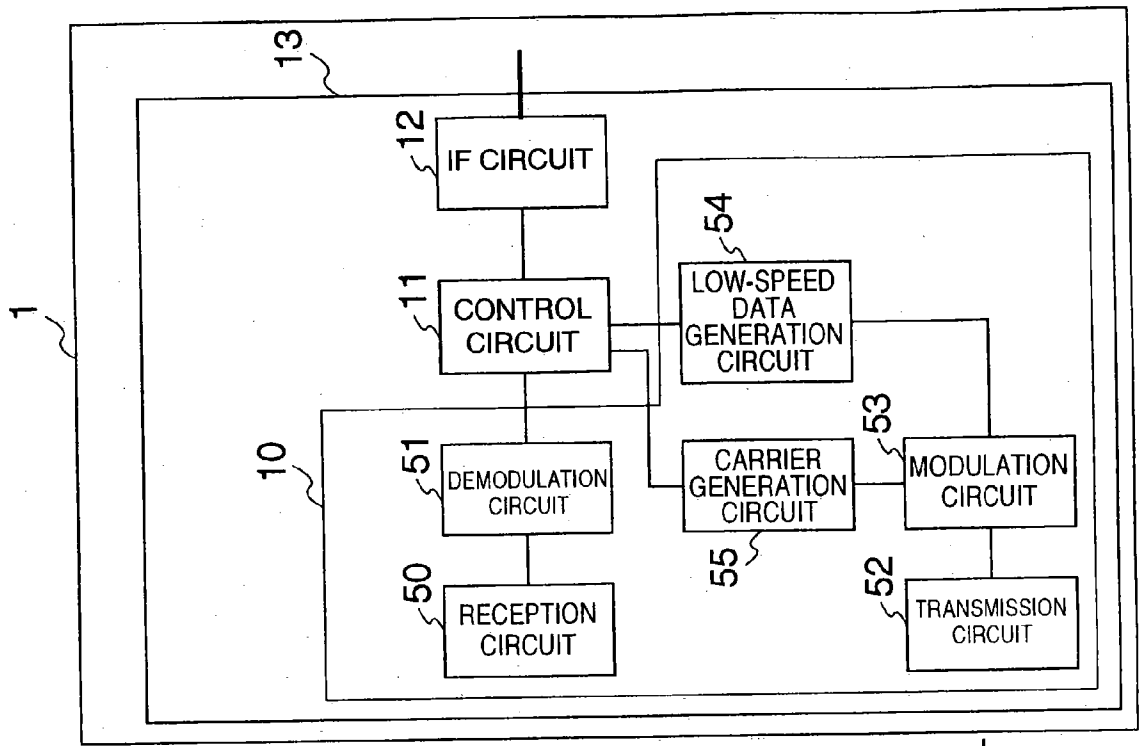 1
13
12
IF CIRCUIT
11
CONTROL
CIRCUIT
54
LOW-SPEED
DATA
GENERATION
CIRCUIT
10
51
DEMODULATION
CIRCUIT
CARRIER
GENERATION
CIRCUIT
55
53
MODULATION
CIRCUIT
50
RECEPTION
CIRCUIT
52
TRANSMISSION
CIRCUIT